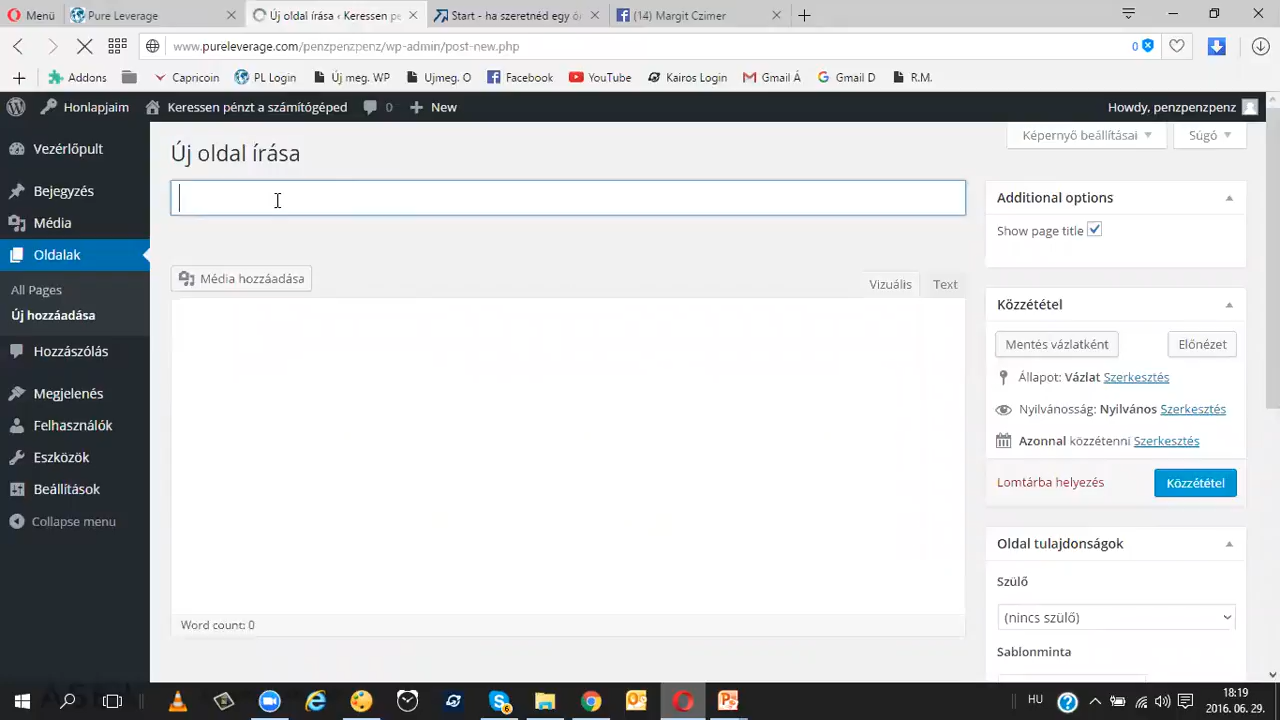 Menü
Pure Leverage
Új oldal írása ‹ Keressen pe
Start - ha szeretnéd egy ó
(14) Margit Czimer
www.pureleverage.com/penzpenzpenz/wp-admin/post-new.php
0
Addons
Capricoin
PL Login
Új meg. WP
Ujmeg. O
Facebook
YouTube
Kairos Login
Gmail Á
Gmail D
R.M.
Honlapjaim
Keressen pénzt a számítógéped
0
New
Howdy, penzpenzpenz
Képernyő beállításai
Súgó
Új oldal írása
Vezérlőpult
Bejegyzés
Média
Oldalak
All Pages
Új hozzáadása
Hozzászólás
Megjelenés
Felhasználók
Eszközök
Beállítások
Collapse menu
Média hozzáadása
Vizuális
Text
Word count: 0
Additional options
Show page title
Közzététel
Mentés vázlatként
Előnézet
Állapot: Vázlat Szerkesztés
Nyilvánosság: Nyilvános Szerkesztés
Azonnal közzétenni Szerkesztés
Lomtárba helyezés
Közzététel
Oldal tulajdonságok
Szülő
(nincs szülő)
Sablonminta
HU
18:19
2016. 06. 29.